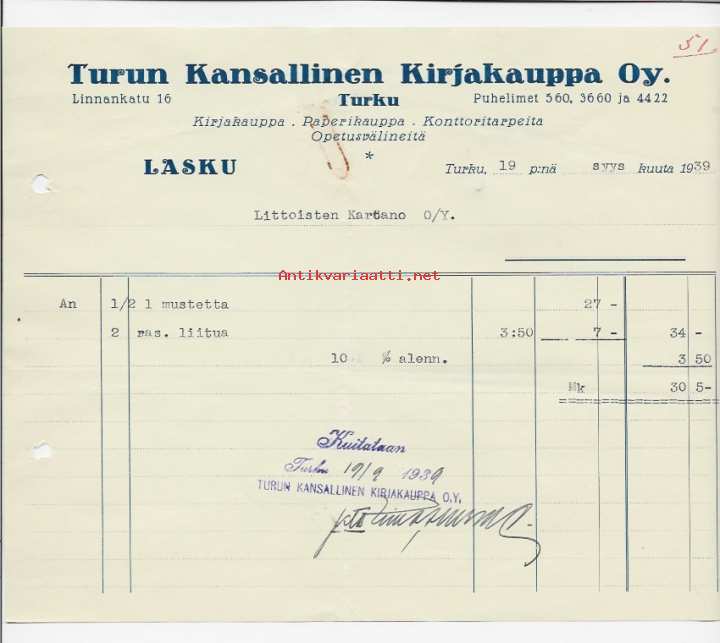 51
Turun Kansallinen Kirjakauppa Oy.
Linnankatu 16 Turku Puhelimet 560, 3660 ja 4422
Kirjakauppa . Paperikauppa . Konttoritarpeita
Opetusvälineitä
*
LASKU Turku, 19 p:nä syys kuuta 1939
Littoisten Kartano O/Y.
Antikvariaatti.net
An 1/2 l mustetta 27 -
2 ras. liitua 3:50 7 - 34 -
10 % alenn. 3 50
Mk 30 5-
Kuitataan
Turku 19/9 1939
TURUN KANSALLINEN KIRJAKAUPPA O.Y.